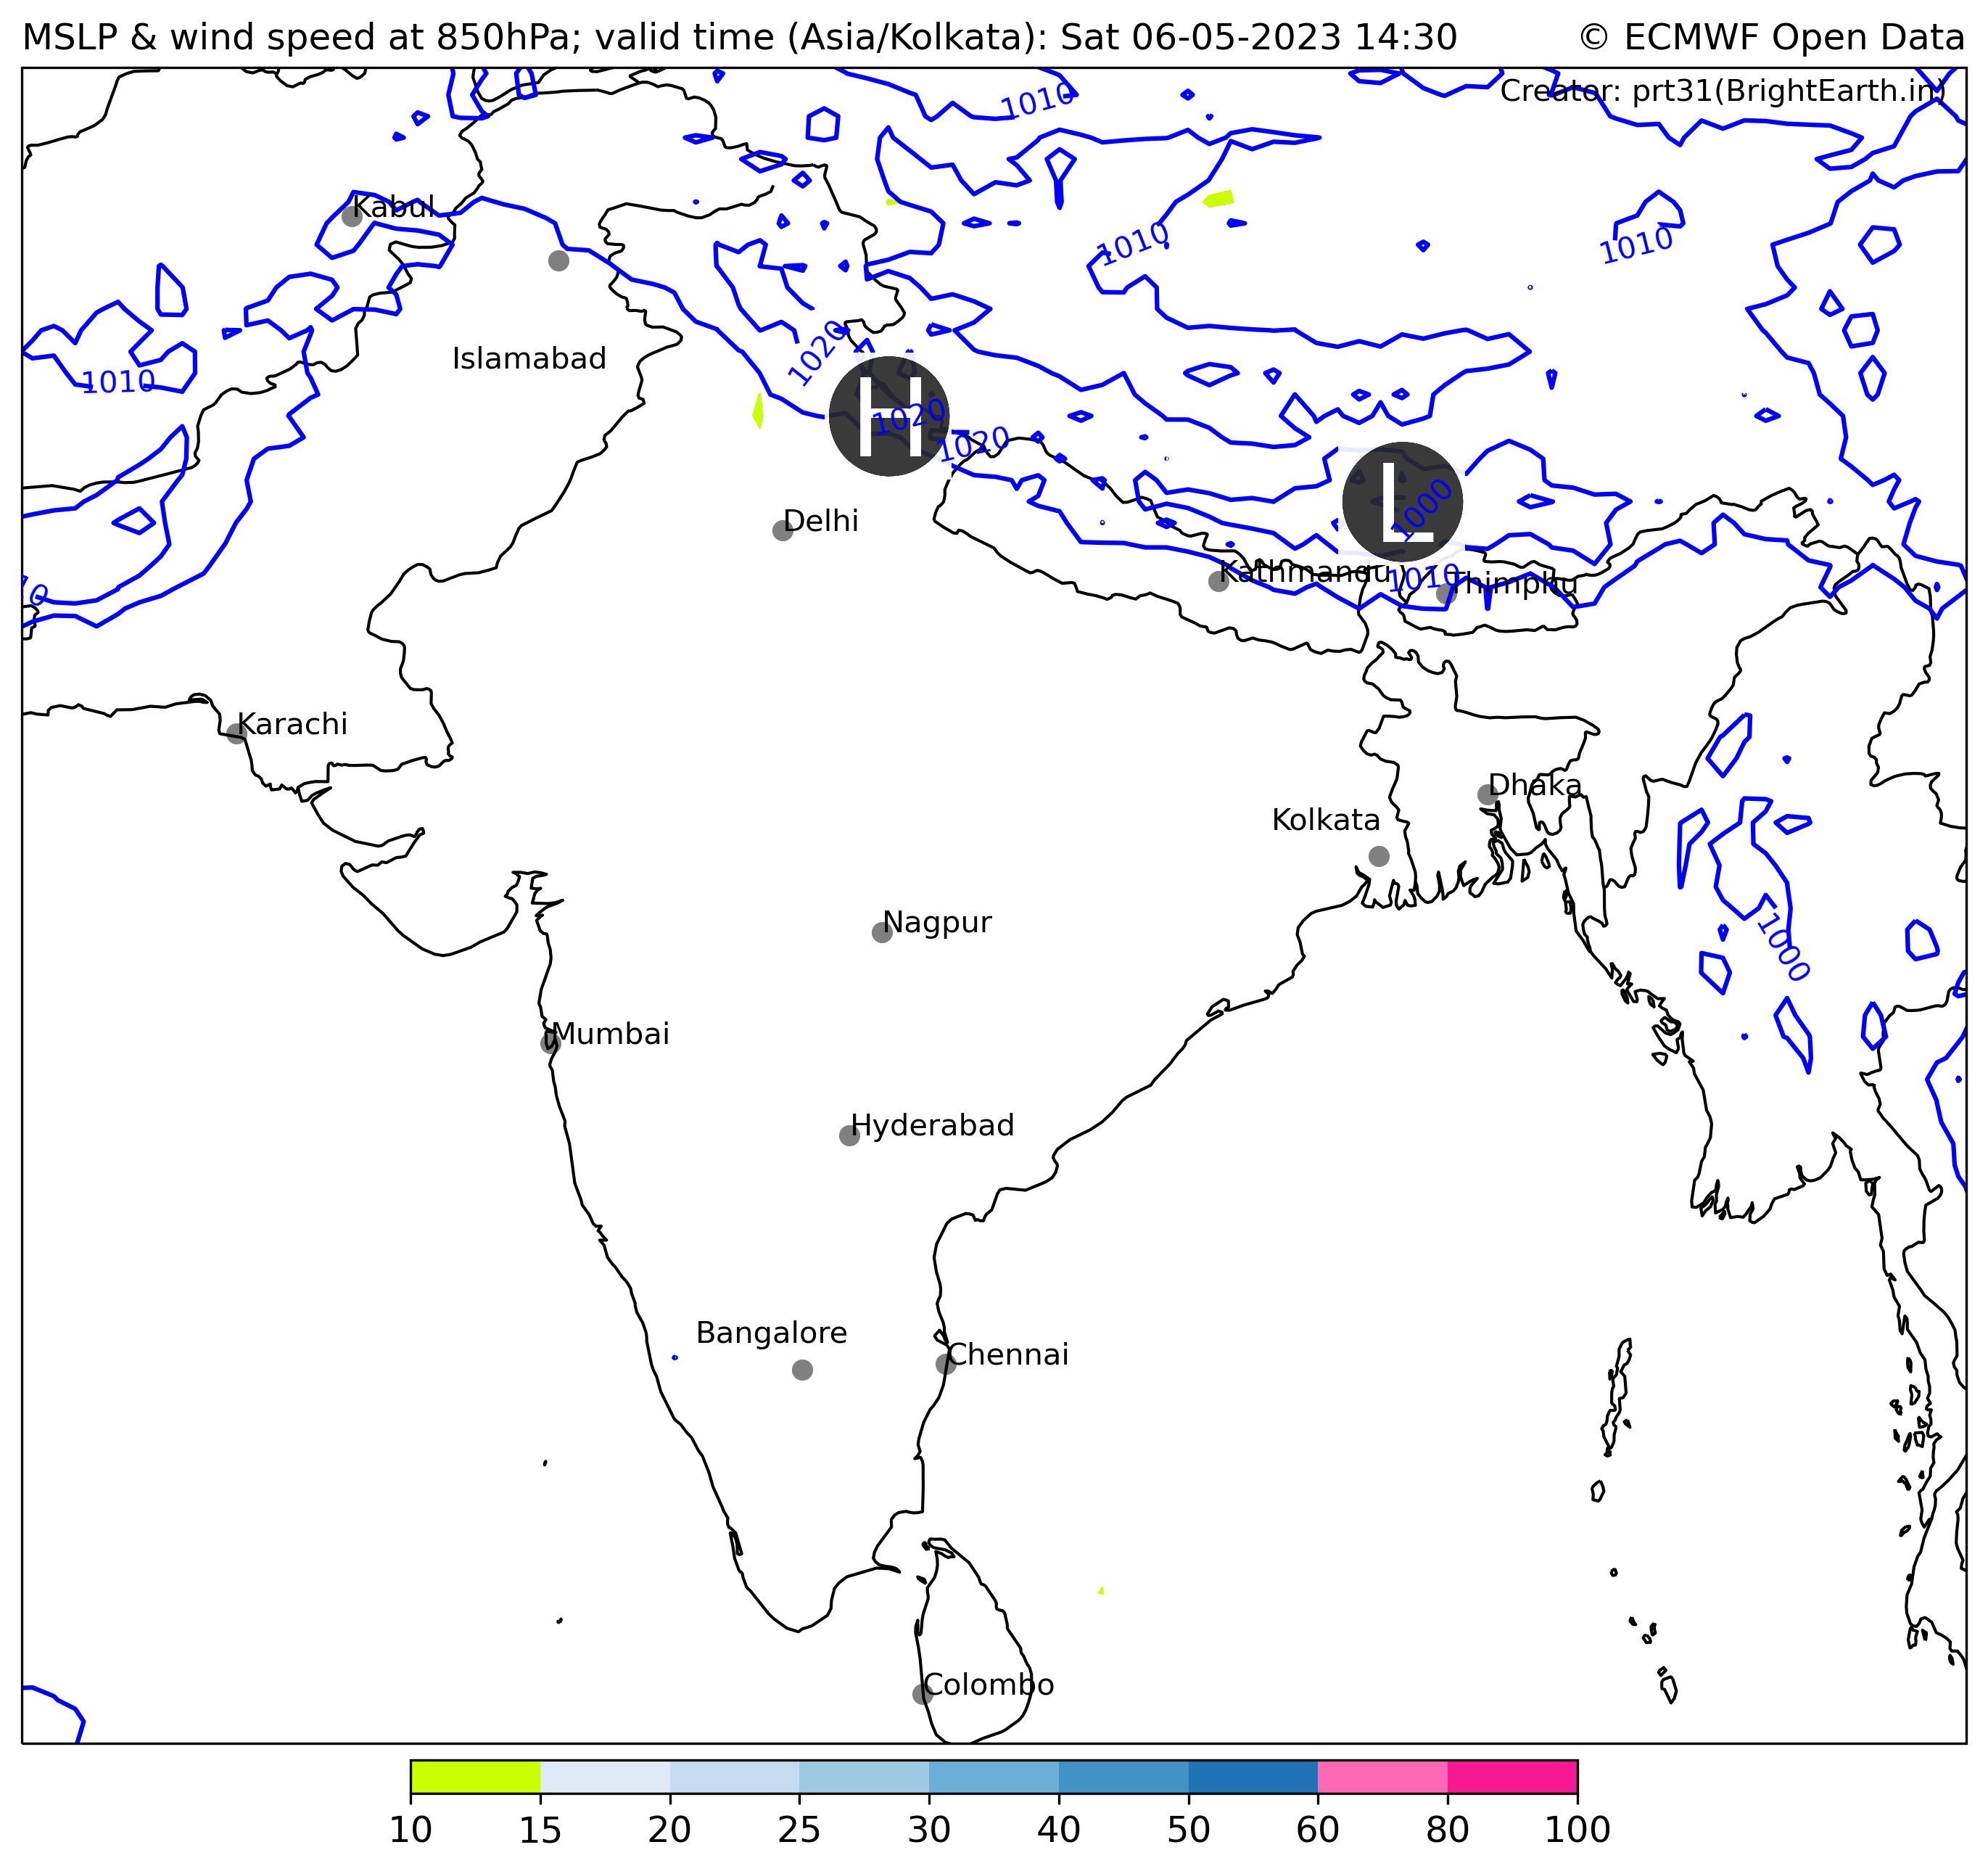 MSLP & wind speed at 850hPa; valid time (Asia/Kolkata): Sat 06-05-2023 14:30
© ECMWF Open Data
Creator: prt31(BrightEarth.in)
1010
Kabul
1010
1010
Islamabad
1020
1010
H
1020
1020
L
1000
Delhi
Kathmandu
1010
Thimphu
10
Karachi
Dhaka
Kolkata
Nagpur
1000
Mumbai
Hyderabad
Bangalore
Chennai
Colombo
10 15 20 25 30 40 50 60 80 100